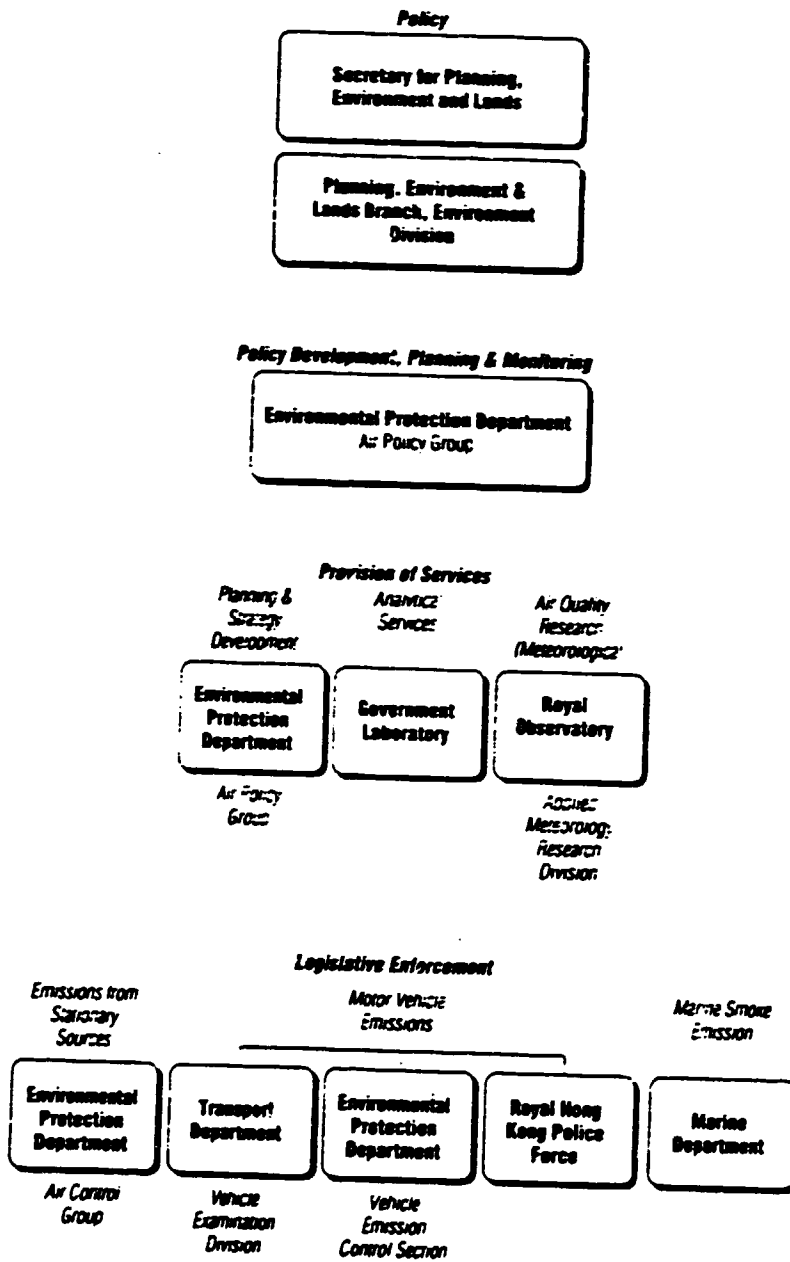 Policy
Secretary for Planning,
Environment and Lands
Planning, Environment &
Lands Branch, Environment
Division
Policy Development, Planning & Monitoring
Environmental Protection Department
Air Policy Group
Provision of Services
Planning &
Strategy
Development
Analytical
Services
Air Quality
Research
(Meteorological)
Environmental
Protection
Department
Government
Laboratory
Royal
Observatory
Air Policy
Group
Applied
Meteorology
Research
Division
Legislative Enforcement
Emissions from
Stationary
Sources
Motor Vehicle
Emissions
Marine Smoke
Emission
Environmental
Protection
Department
Transport
Department
Environmental
Protection
Department
Royal Hong
Kong Police
Force
Marine
Department
Air Control
Group
Vehicle
Examination
Division
Vehicle
Emission
Control Section